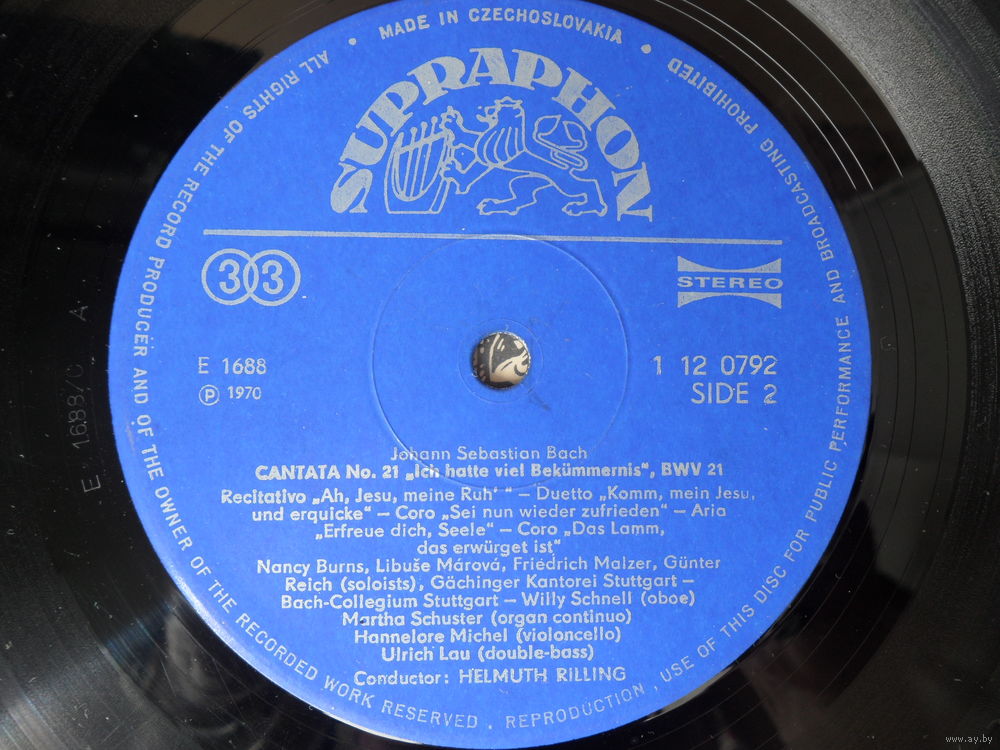 MADE IN CZECHOSLOVAKIA
ALL RIGHTS OF THE RECORD PRODUCER AND OF THE OWNER OF THE RECORDED WORK RESERVED . REPRODUCTION , USE OF THIS DISC FOR PUBLIC PERFORMANCE AND BROADCASTING PROHIBITED
SUPRAPHON
33
STEREO
E 1688
Ⓟ 1970
1 12 0792
SIDE 2
Johann Sebastian Bach
CANTATA No. 21 „Ich hatte viel Bekümmernis“, BWV 21
Recitativo „Ah, Jesu, meine Ruh' “ – Duetto „Komm, mein Jesu,
und erquicke“ – Coro „Sei nun wieder zufrieden“ – Aria
„Erfreue dich, Seele“ – Coro „Das Lamm,
das erwürget ist“
Nancy Burns, Libuše Márová, Friedrich Malzer, Günter
Reich (soloists), Gächinger Kantorei Stuttgart –
Bach-Collegium Stuttgart – Willy Schnell (oboe)
Martha Schuster (organ continuo)
Hannelore Michel (violoncello)
Ulrich Lau (double-bass)
Conductor: HELMUTH RILLING
www.ay.by